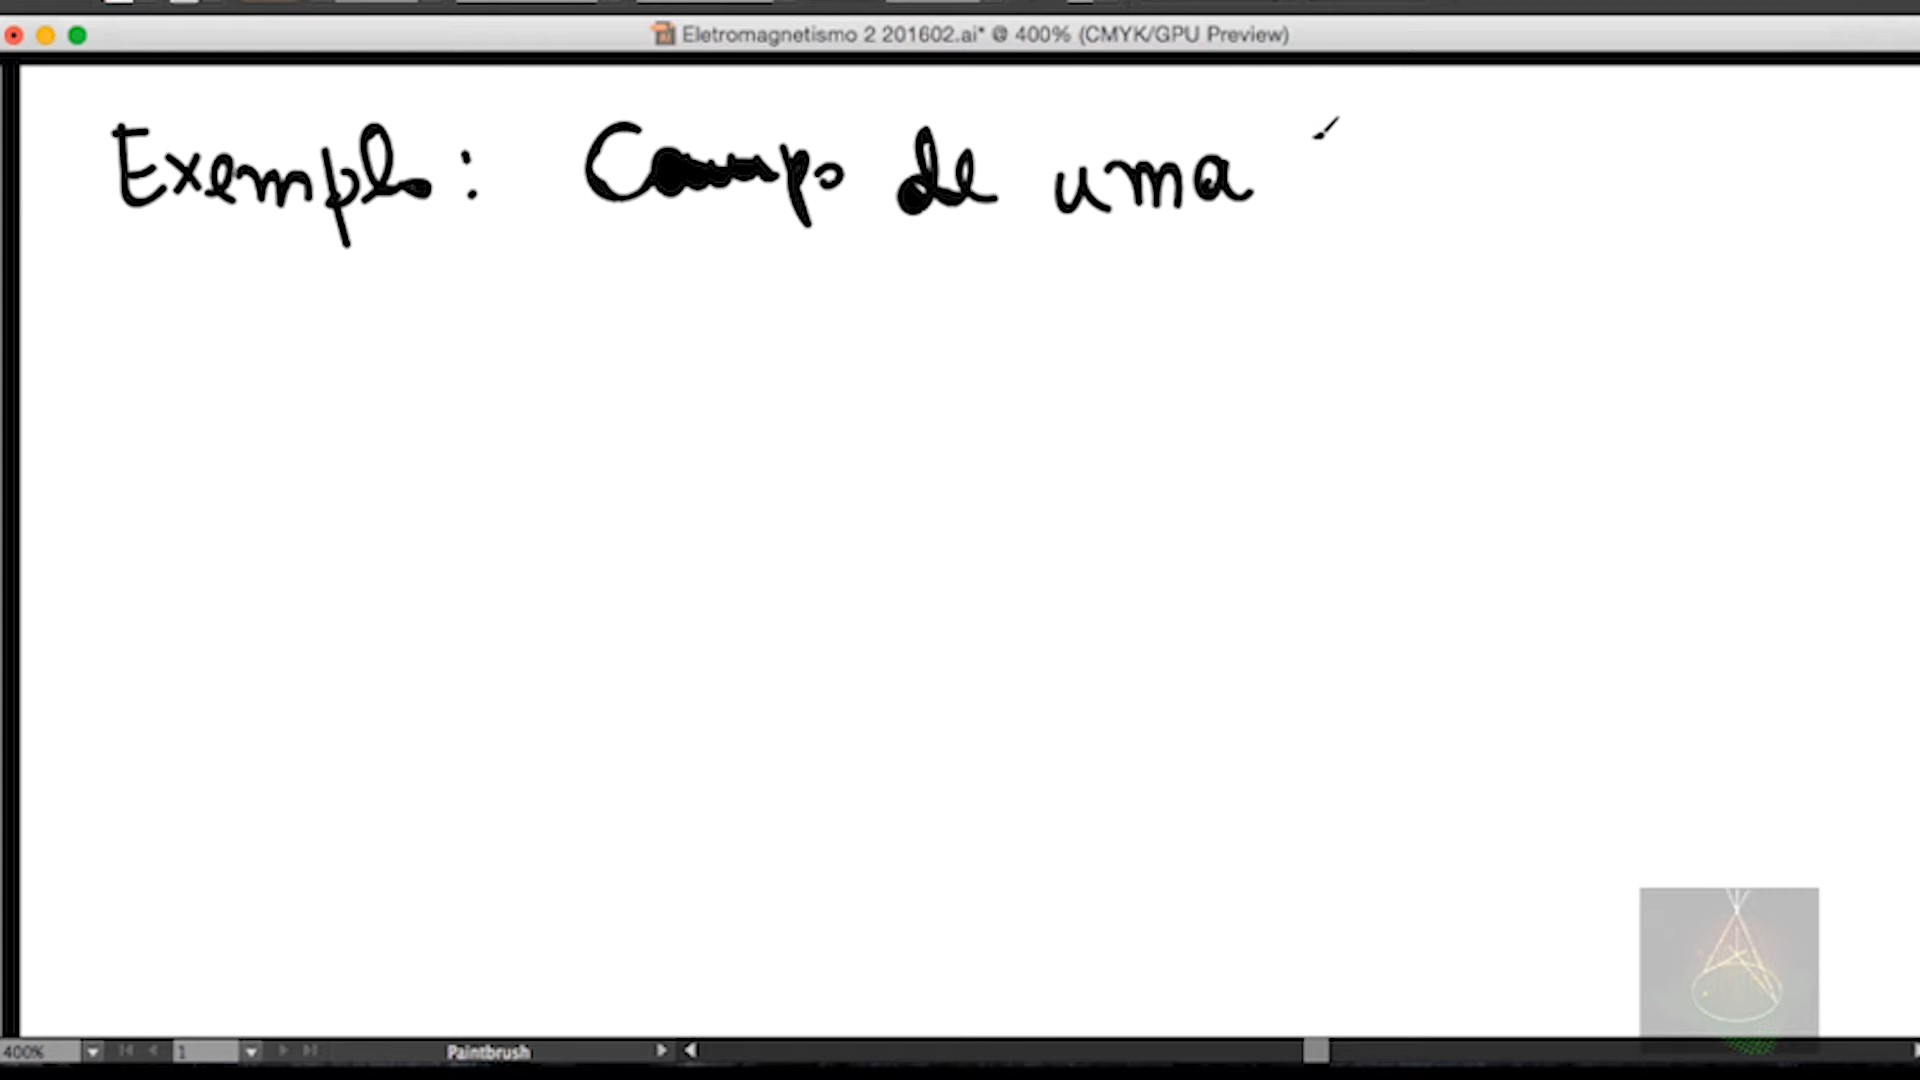 Eletromagnetismo 2 201602.ai* @ 400% (CMYK/GPU Preview)
Exemplo: Campo de uma
400% 1 Paintbrush